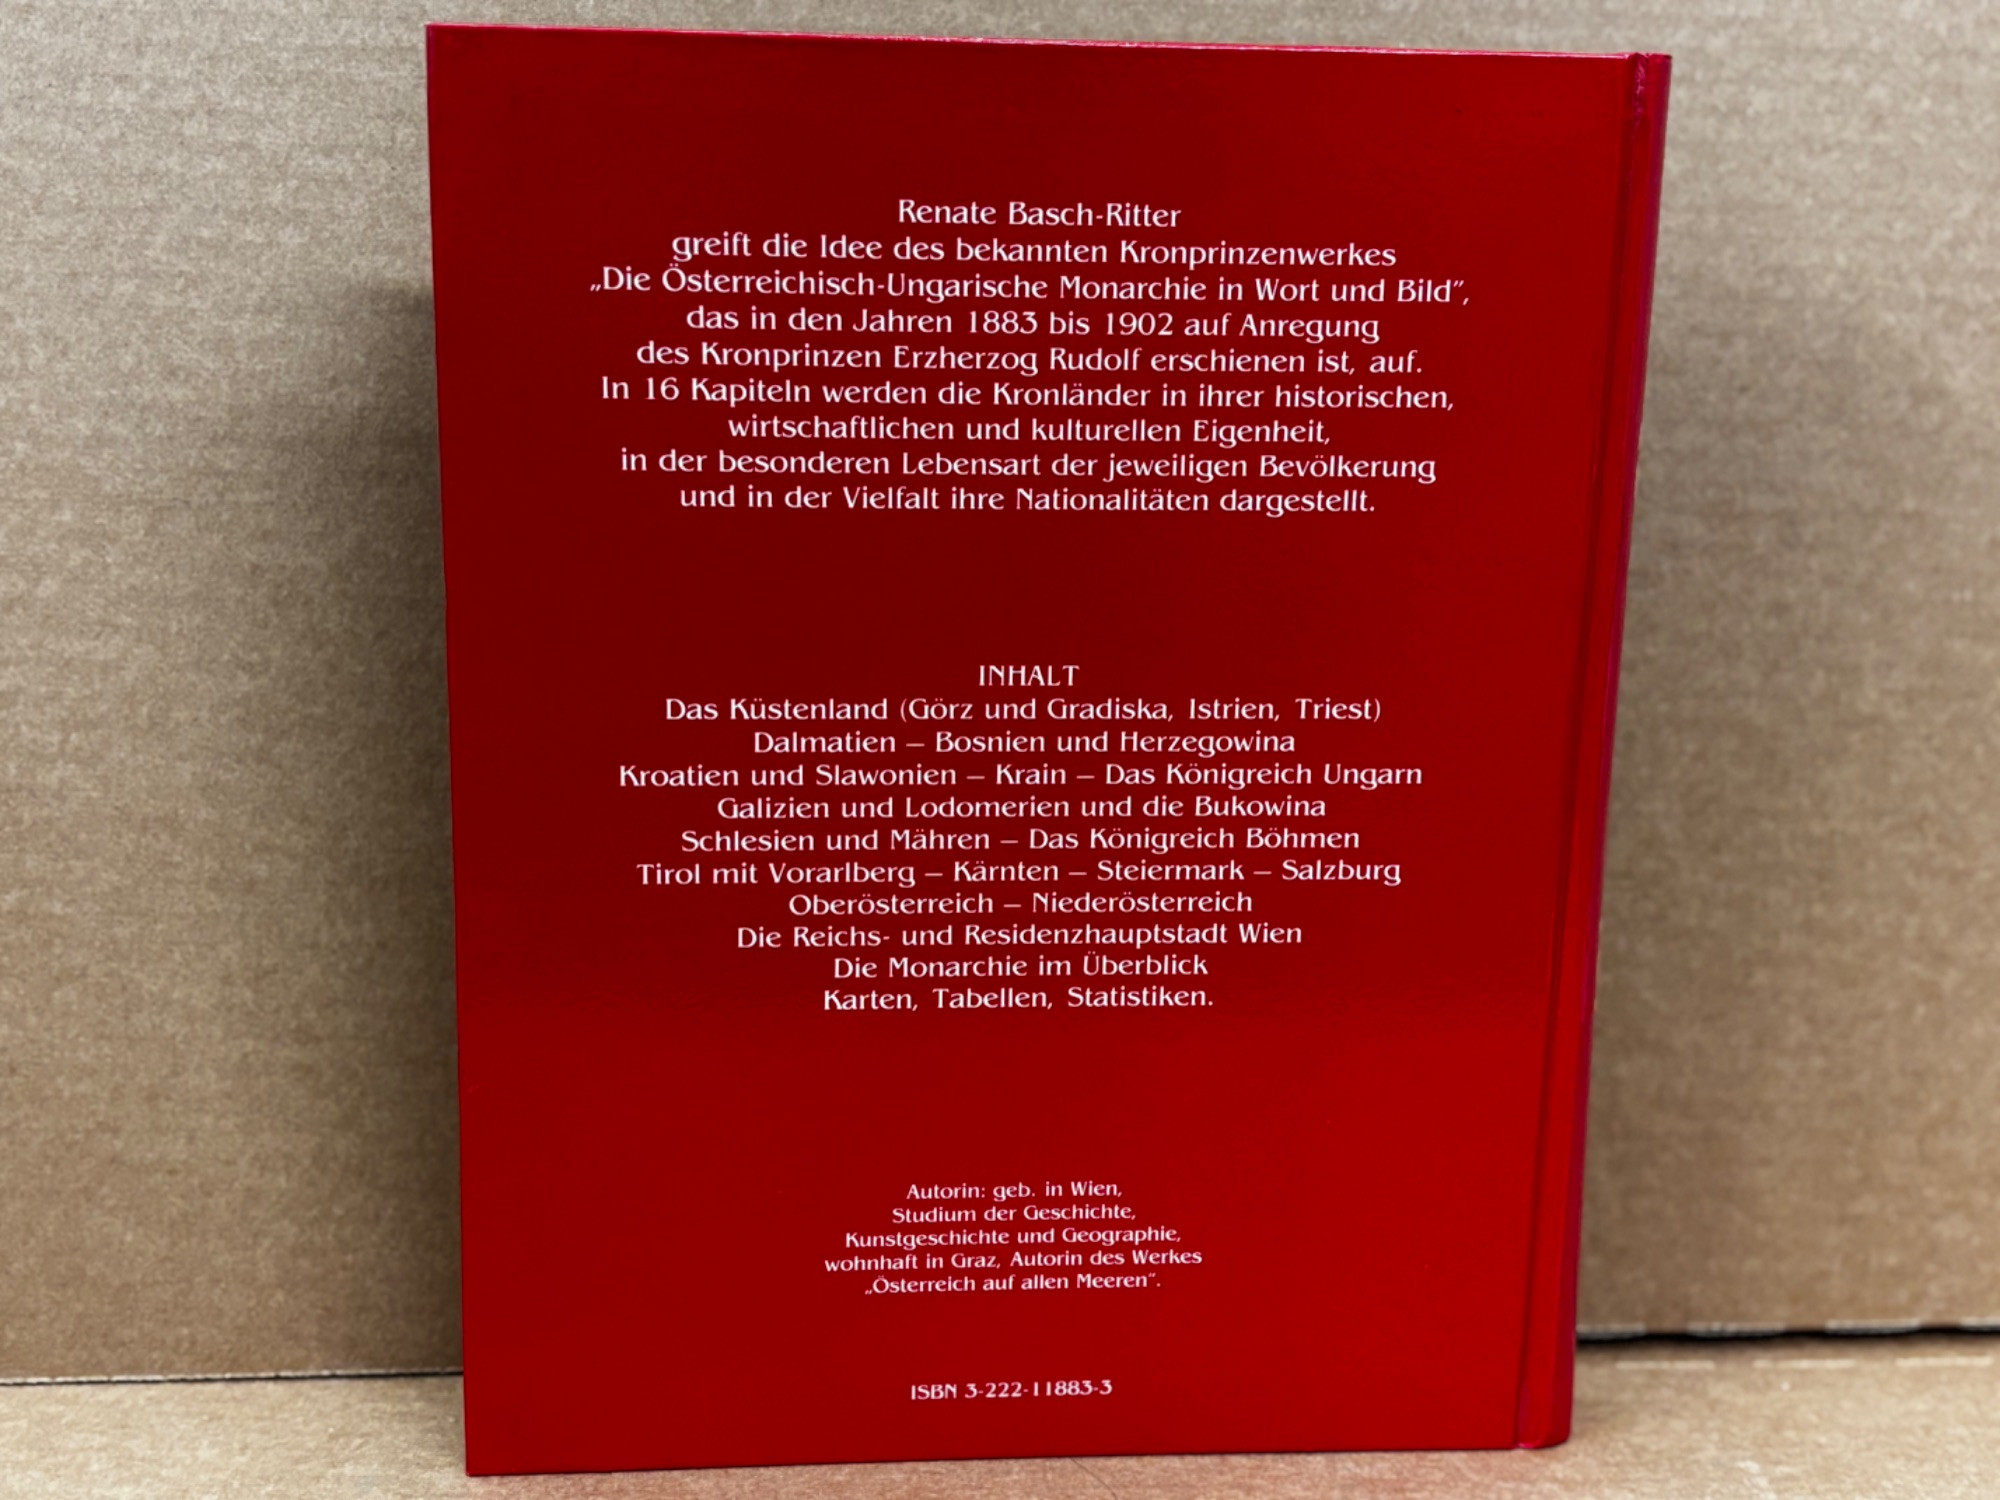 Renate Basch-Ritter
greift die Idee des bekannten Kronprinzenwerkes
„Die Österreichisch-Ungarische Monarchie in Wort und Bild”,
das in den Jahren 1883 bis 1902 auf Anregung
des Kronprinzen Erzherzog Rudolf erschienen ist, auf.
In 16 Kapiteln werden die Kronländer in ihrer historischen,
wirtschaftlichen und kulturellen Eigenheit,
in der besonderen Lebensart der jeweiligen Bevölkerung
und in der Vielfalt ihre Nationalitäten dargestellt.
INHALT
Das Küstenland (Görz und Gradiska, Istrien, Triest)
Dalmatien – Bosnien und Herzegowina
Kroatien und Slawonien – Krain – Das Königreich Ungarn
Galizien und Lodomerien und die Bukowina
Schlesien und Mähren – Das Königreich Böhmen
Tirol mit Vorarlberg – Kärnten – Steiermark – Salzburg
Oberösterreich – Niederösterreich
Die Reichs- und Residenzhauptstadt Wien
Die Monarchie im Überblick
Karten, Tabellen, Statistiken.
Autorin: geb. in Wien,
Studium der Geschichte,
Kunstgeschichte und Geographie,
wohnhaft in Graz, Autorin des Werkes
„Österreich auf allen Meeren”.
ISBN 3-222-11883-3